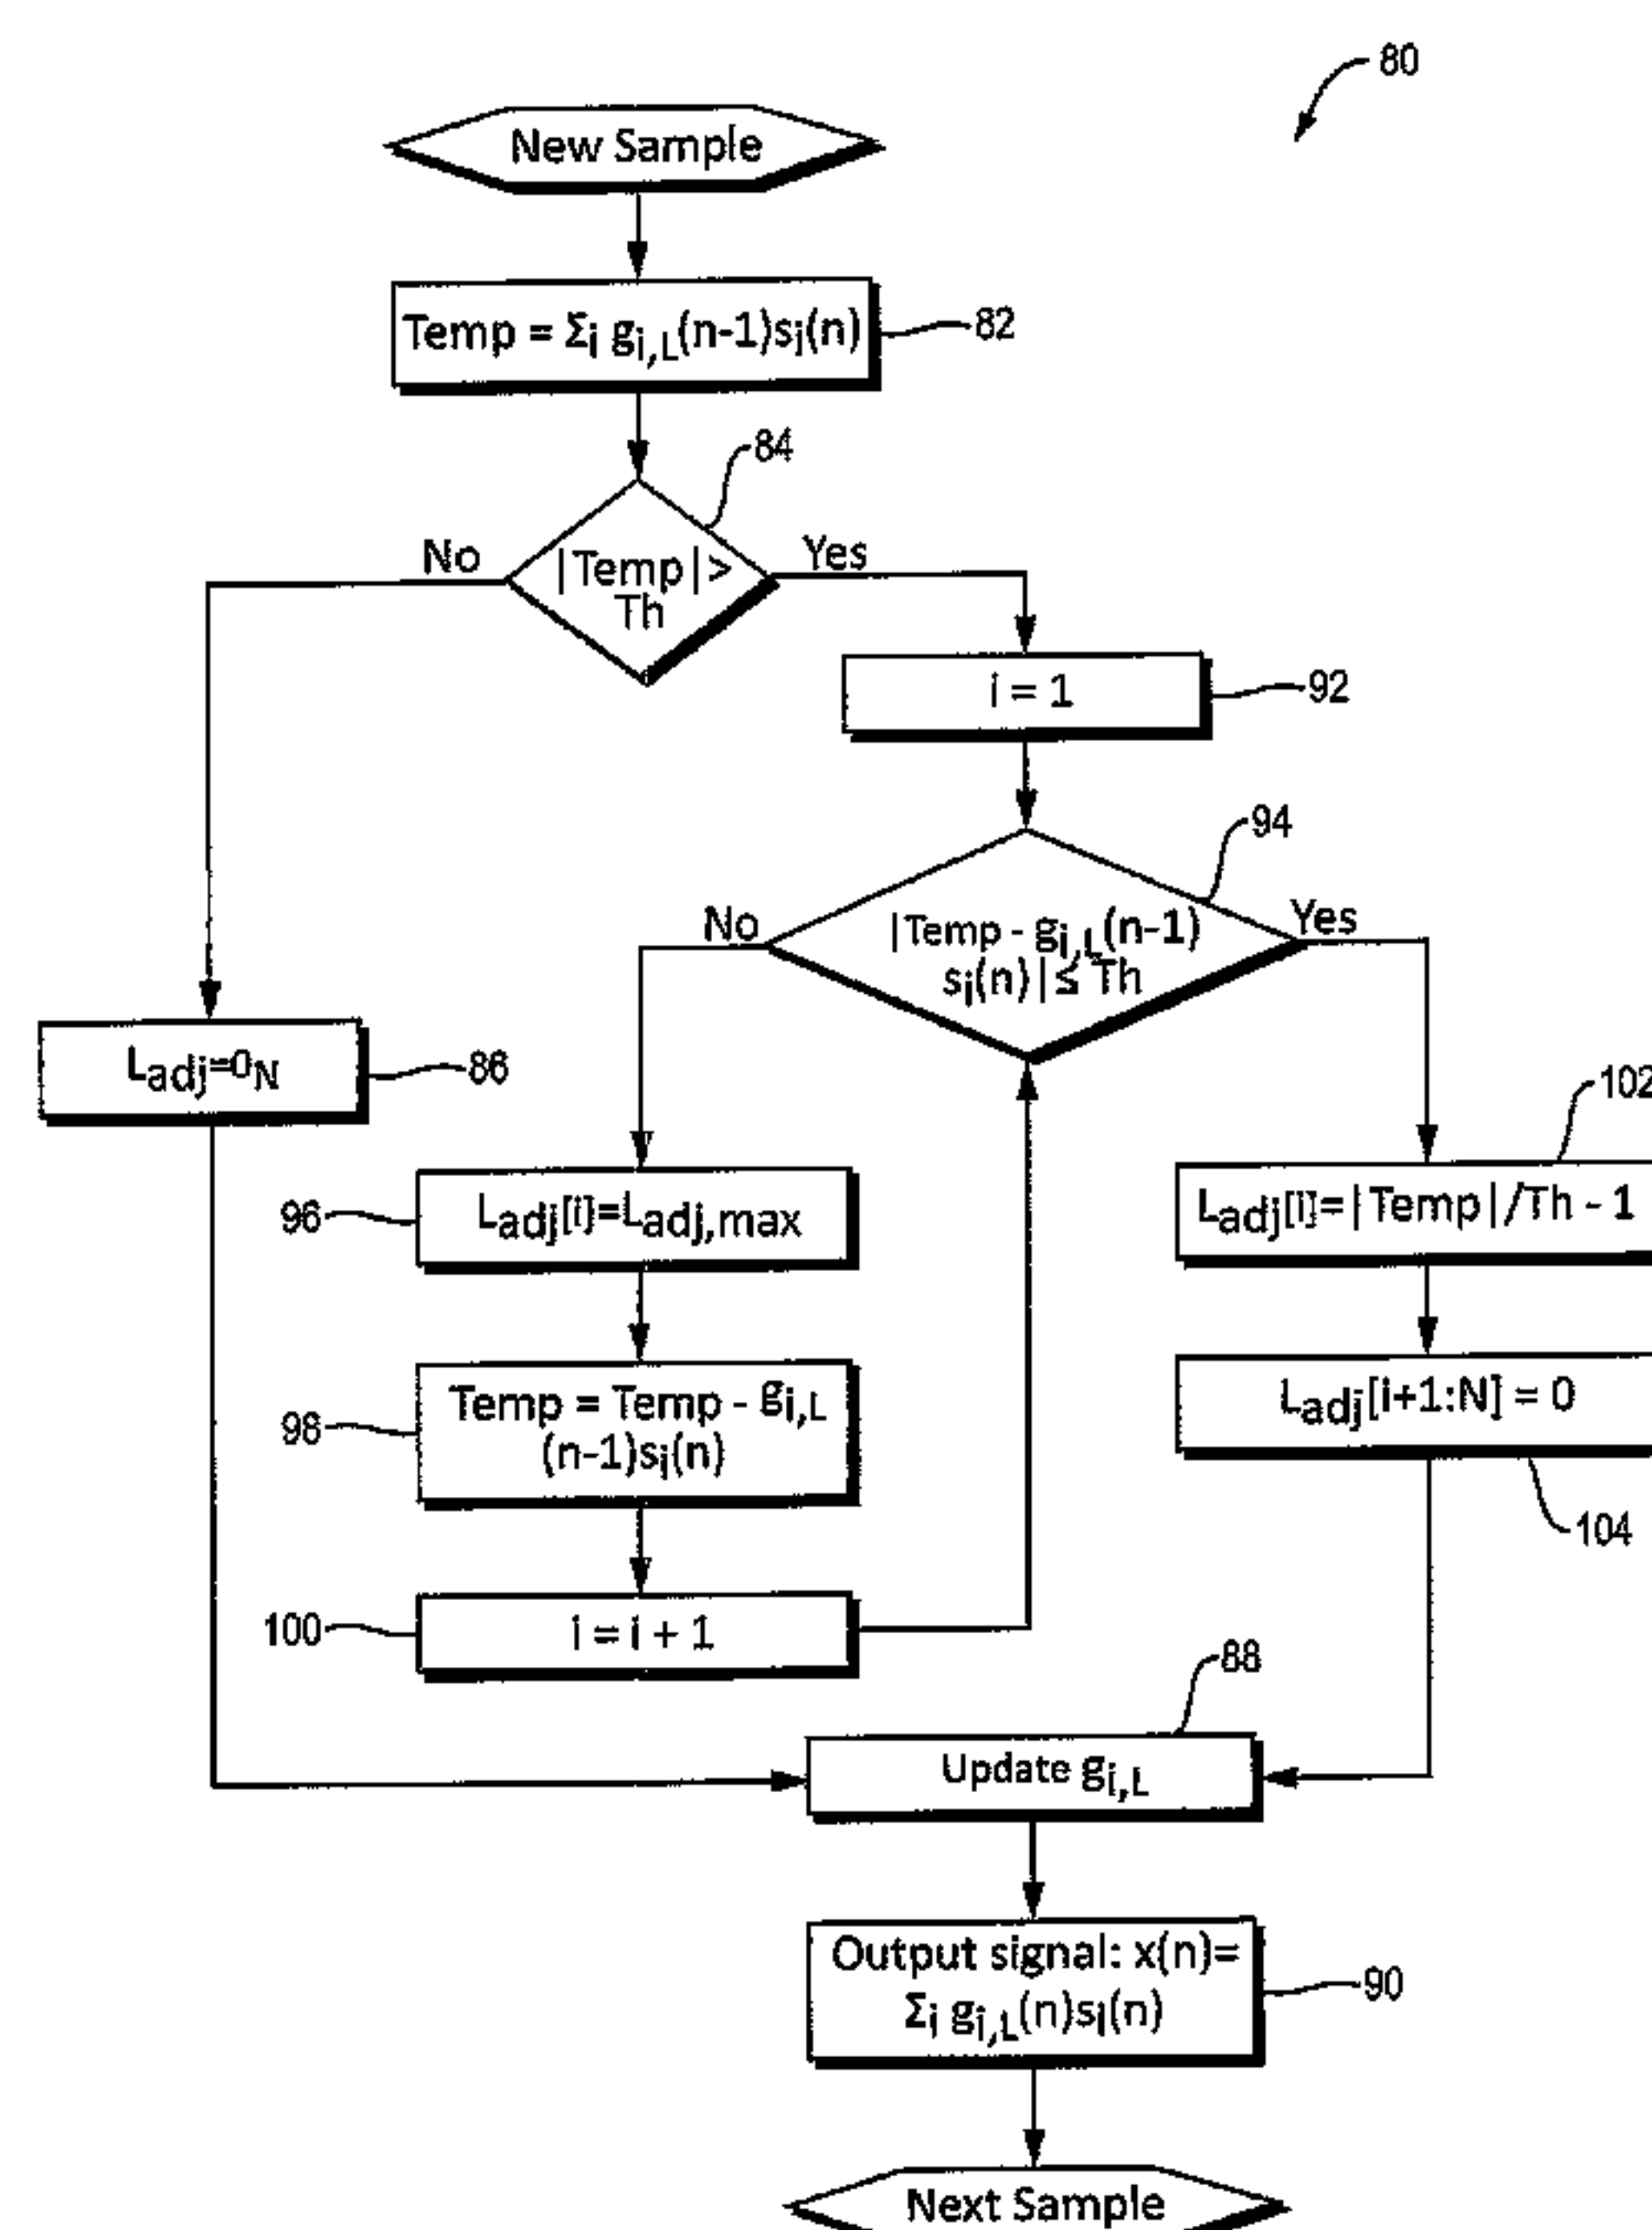 80
New Sample
Temp = Σi gi,L(n-1)si(n)
82
84
No
Yes
|Temp|>
Th
i = 1
92
94
No
Yes
|Temp - gi,L(n-1)
si(n)|≤ Th
Ladj=0N
86
102
96
Ladj[i]=Ladj,max
Ladj[i]=|Temp|/Th - 1
98
Temp = Temp - gi,L
(n-1)si(n)
Ladj[i+1:N] = 0
104
100
i = i + 1
88
Update gi,L
Output signal: x(n)=
Σi gi,L(n)si(n)
90
Next Sample